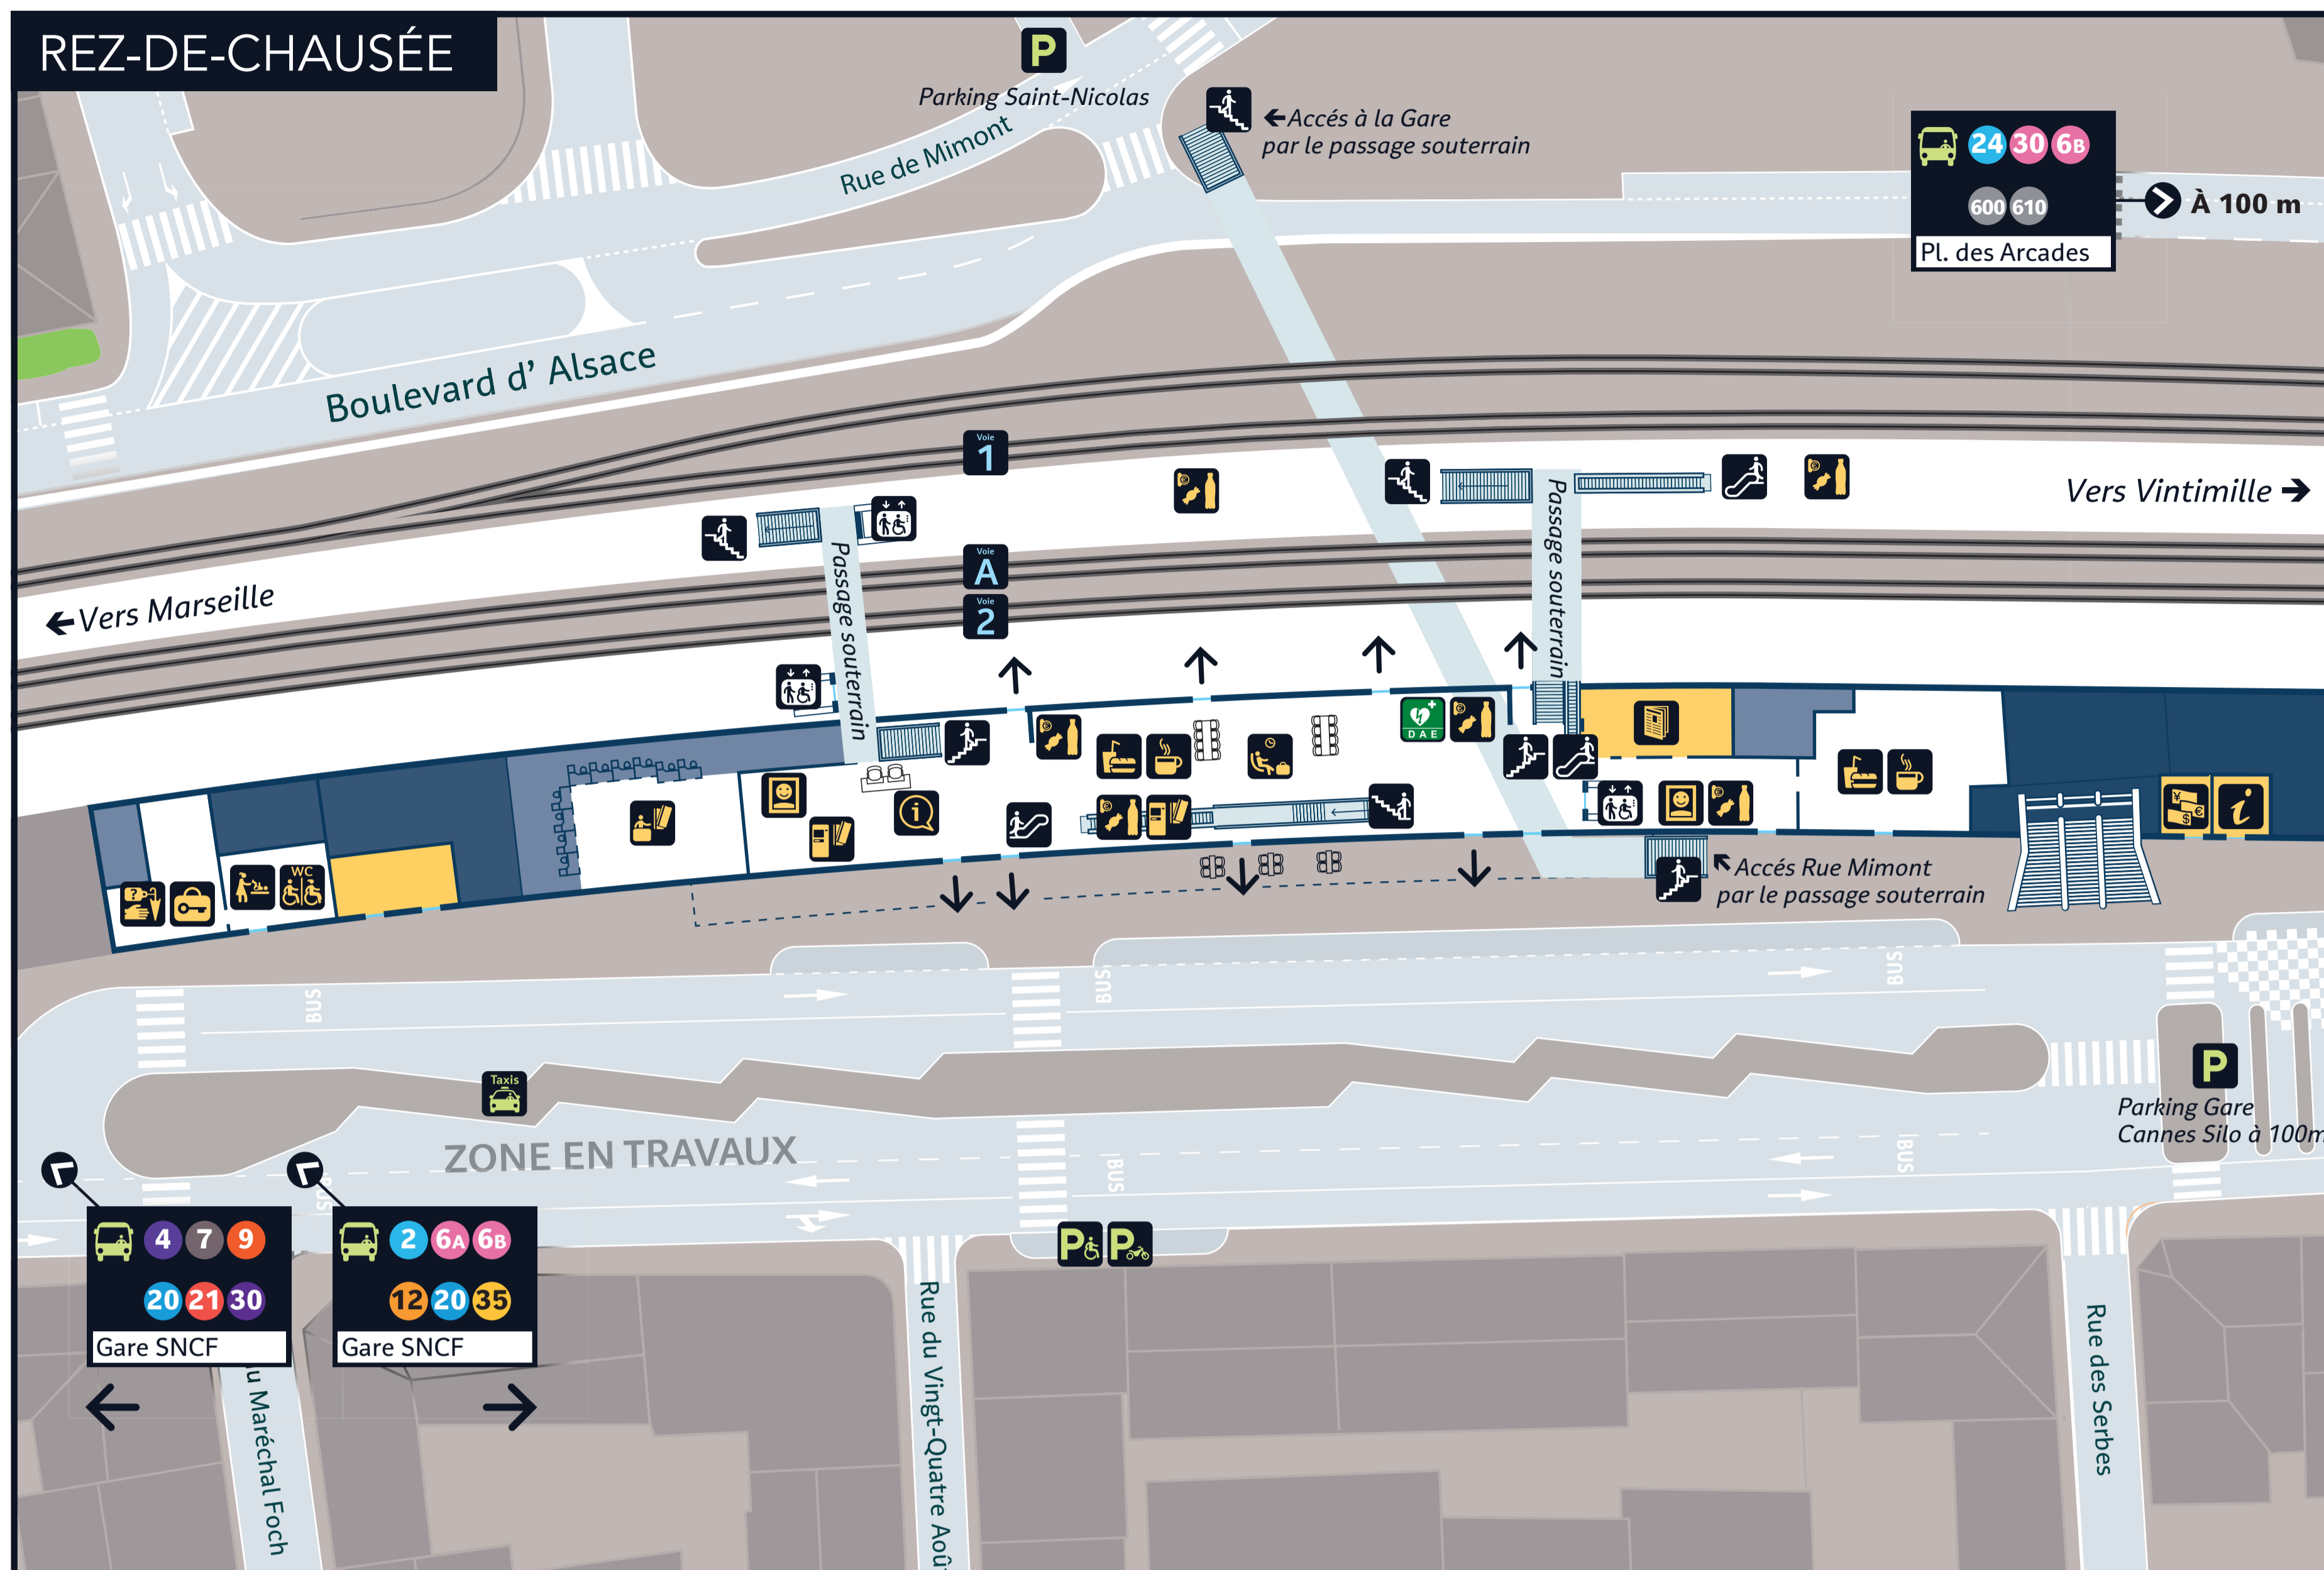 REZ-DE-CHAUSÉE
P
Parking Saint-Nicolas
Rue de Mimont
←Accés à la Gare
par le passage souterrain
24 30 6B
600 610
Pl. des Arcades
À 100 m
Boulevard d' Alsace
Voie
1
Voie
A
Voie
2
Vers Vintimille →
←Vers Marseille
Passage souterrain
Passage souterrain
DAE
WC
Accés Rue Mimont
par le passage souterrain
BUS
BUS
BUS
Taxis
ZONE EN TRAVAUX
P
Parking Gare
Cannes Silo à 100m
BUS
BUS
BUS
4 7 9
20 21 30
Gare SNCF
2 6A 6B
12 20 35
Gare SNCF
P P
Maréchal Foch
Rue du Vingt-Quatre Aoû
Rue des Serbes